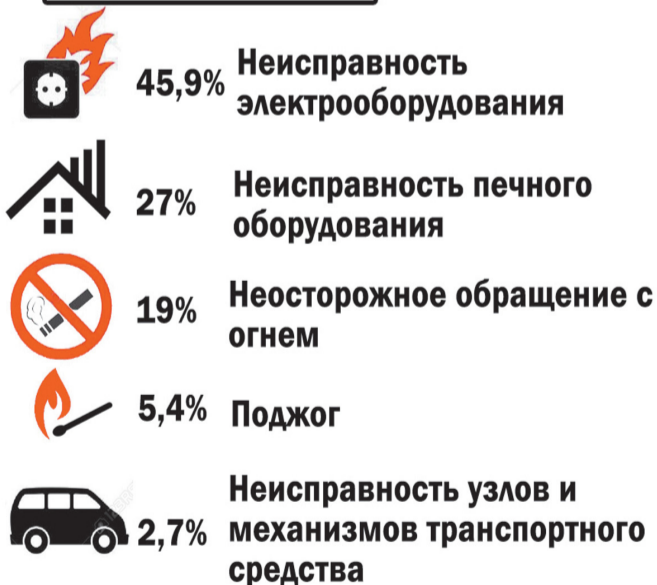 45,9% Неисправность
электрооборудования
27% Неисправность печного
оборудования
19% Неосторожное обращение с
огнем
5,4% Поджог
Неисправность узлов и
2,7% механизмов транспортного
средства